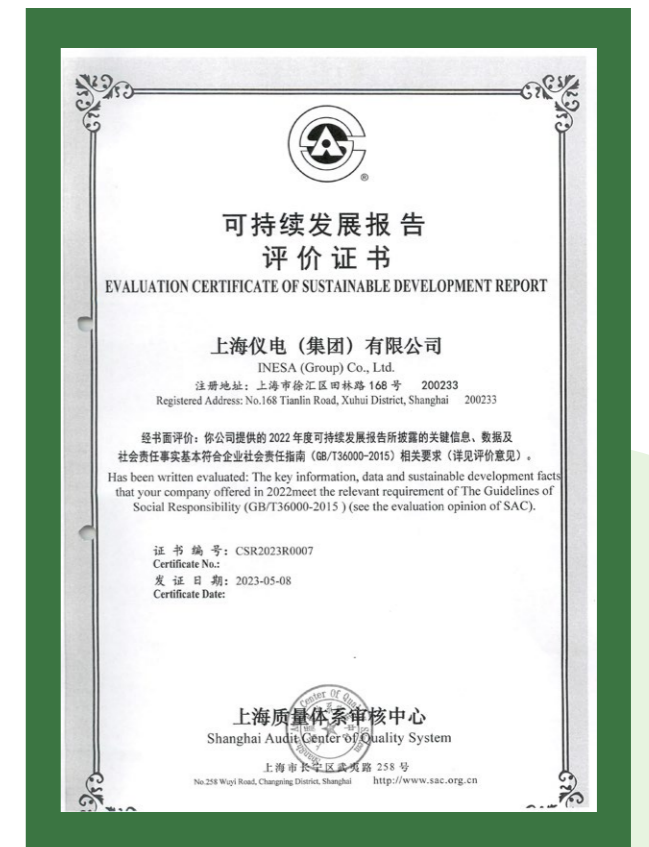 ®
可持续发展报告
评价证书
EVALUATION CERTIFICATE OF SUSTAINABLE DEVELOPMENT REPORT
上海仪电（集团）有限公司
INESA (Group) Co., Ltd.
注册地址：上海市徐汇区田林路 168 号 200233
Registered Address: No.168 Tianlin Road, Xuhui District, Shanghai 200233
经书面评价：你公司提供的 2022 年度可持续发展报告所披露的关键信息、数据及
社会责任事实基本符合企业社会责任指南（GB/T36000-2015）相关要求（详见评价意见）。
Has been written evaluated: The key information, data and sustainable development facts
that your company offered in 2022meet the relevant requirement of The Guidelines of
Social Responsibility (GB/T36000-2015 ) (see the evaluation opinion of SAC).
证 书 编 号：CSR2023R0007
Certificate No.:
发 证 日 期：2023-05-08
Certificate Date:
上海质量体系审核中心
Shanghai Audit Center of Quality System
上海市长宁区武夷路 258 号
No.258 Wuyi Road, Changning District, Shanghai http://www.sac.org.cn